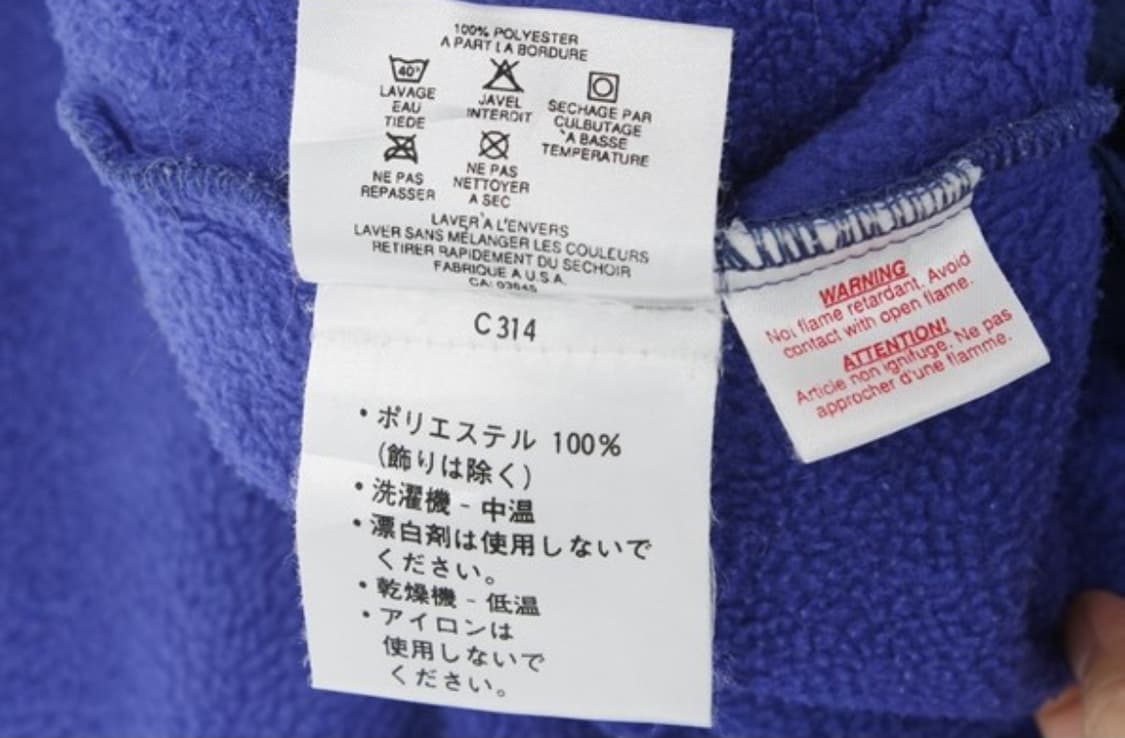 100% POLYESTER
A PART LA BORDURE
40°
LAVAGE
EAU
TIEDE
JAVEL
INTERDIT
SECHAGE PAR
CULBUTAGE
`A BASSE
TEMPERATURE
NE PAS
REPASSER
NE PAS
NETTOYER
A SEC
LAVER À L'ENVERS
LAVER SANS MÉLANGER LES COULEURS
RETIRER RAPIDEMENT DU SECHOIR
FABRIQUE A U.S.A.
CA: 03645
C314
・ポリエステル 100%
(飾りは除く)
・洗濯機 - 中温
・漂白剤は使用しないで
ください。
・乾燥機 - 低温
・アイロンは
使用しないで
ください。
WARNING
Not flame retardant. Avoid
contact with open flame.
ATTENTION!
Article non ignifuge. Ne pas
approcher d'une flamme.